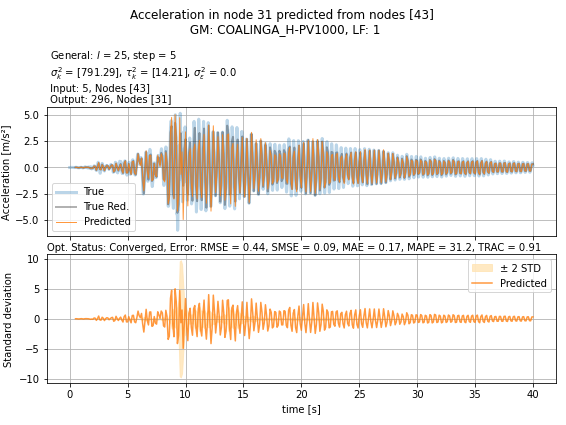 Acceleration in node 31 predicted from nodes [43]
GM: COALINGA_H-PV1000, LF: 1
General: l = 25, step = 5
σ²ₖ = [791.29], τ²ₖ = [14.21], σ²ε = 0.0
Input: 5, Nodes [43]
Output: 296, Nodes [31]
Acceleration [m/s²]
5.0
2.5
0.0
−2.5
−5.0
True
True Red.
Predicted
Opt. Status: Converged, Error: RMSE = 0.44, SMSE = 0.09, MAE = 0.17, MAPE = 31.2, TRAC = 0.91
Standard deviation
10
5
0
−5
−10
± 2 STD
Predicted
0 5 10 15 20 25 30 35 40
time [s]